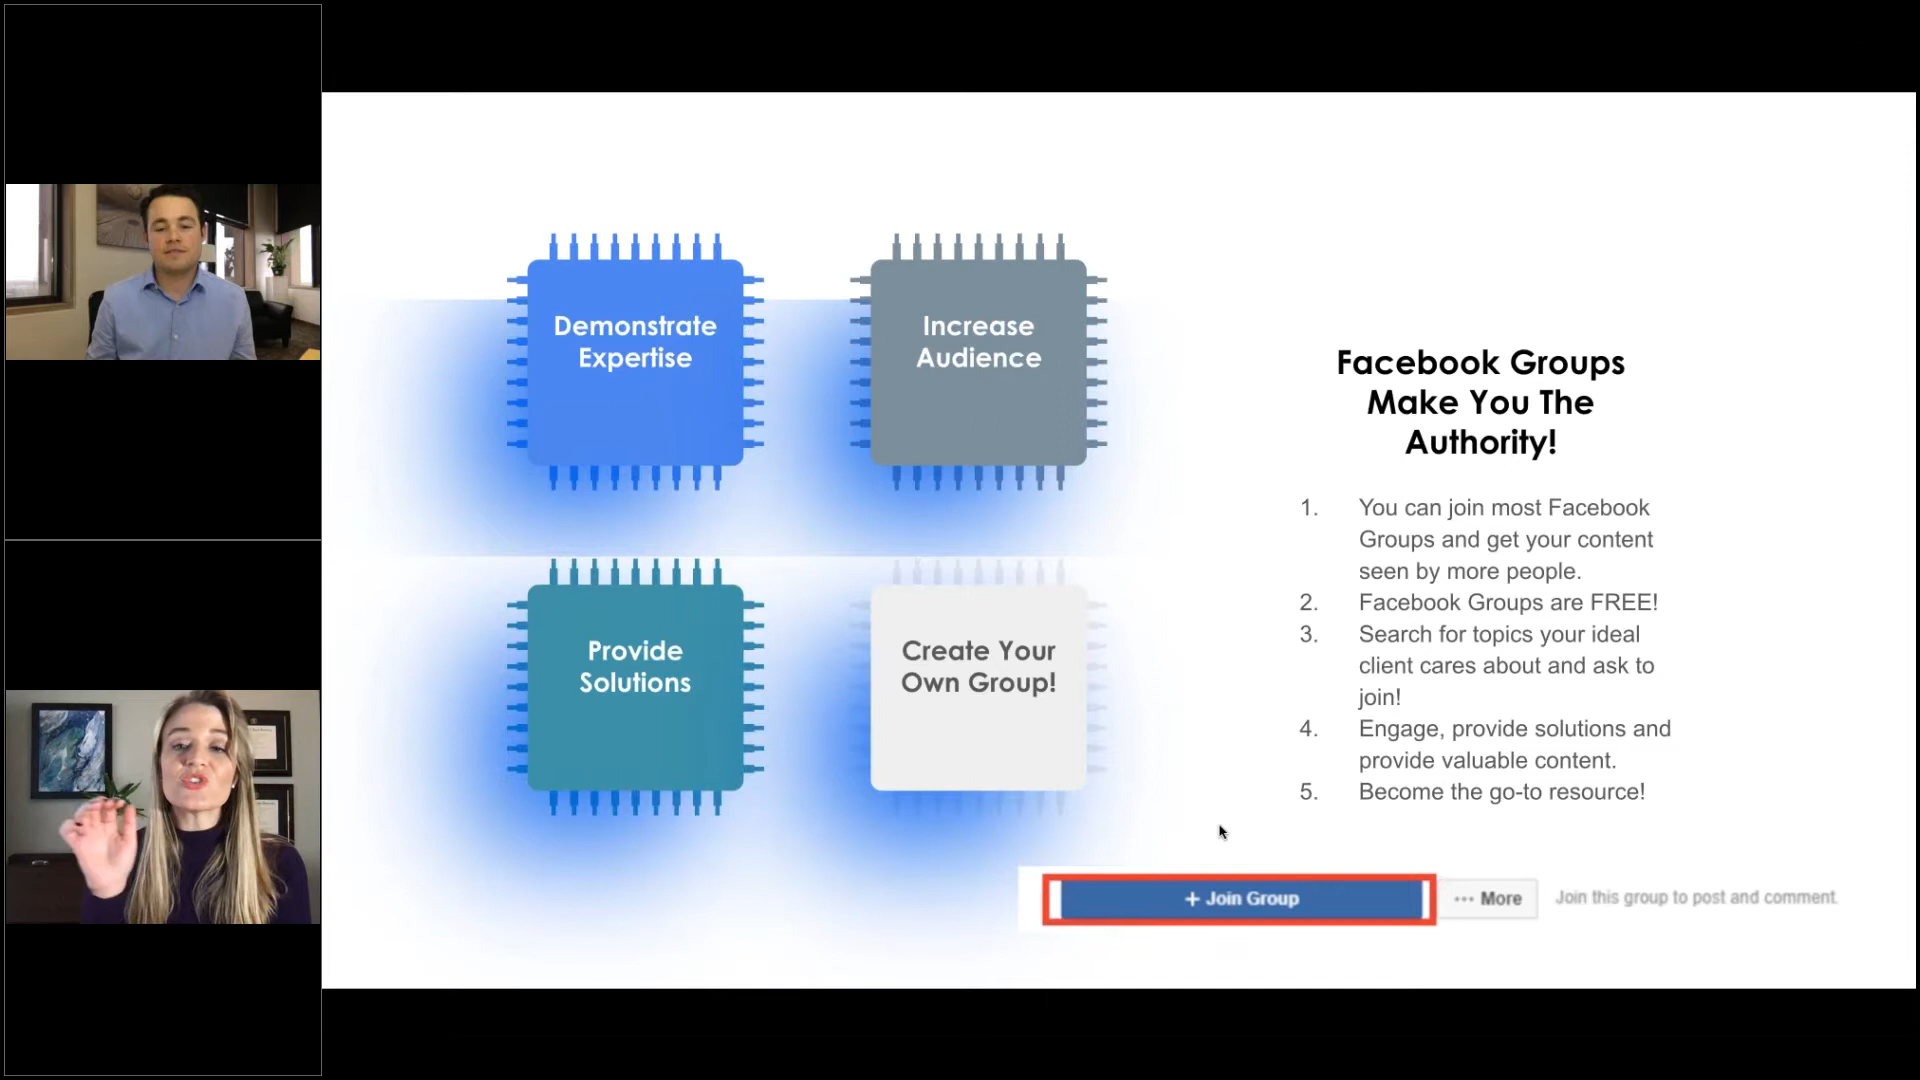 Demonstrate
Expertise
Increase
Audience
Provide
Solutions
Create Your
Own Group!
Facebook Groups
Make You The
Authority!
1. You can join most Facebook
Groups and get your content
seen by more people.
2. Facebook Groups are FREE!
3. Search for topics your ideal
client cares about and ask to
join!
4. Engage, provide solutions and
provide valuable content.
5. Become the go-to resource!
+ Join Group
••• More
Join this group to post and comment.